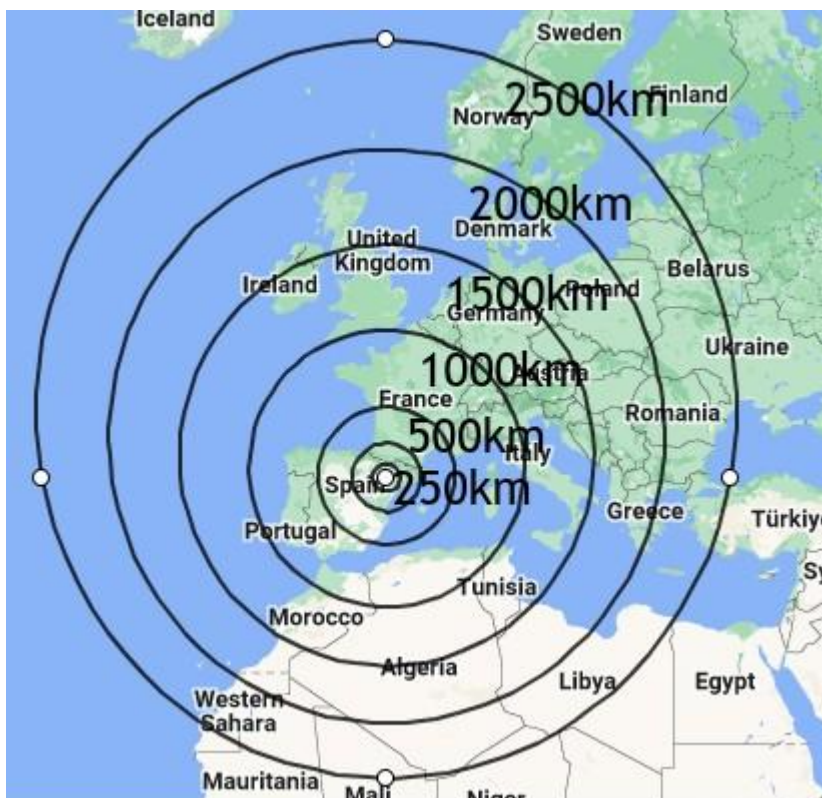 Iceland
Sweden
2500km
Finland
Norway
2000km
Denmark
United
Kingdom
Ireland
Belarus
1500km
Poland
Germany
Ukraine
1000km
Austria
France
Romania
500km
Italy
Spain
250km
Greece
Türkiye
Portugal
Sy
Tunisia
Morocco
Algeria
Libya
Egypt
Western
Sahara
Mauritania
Mali
Niger